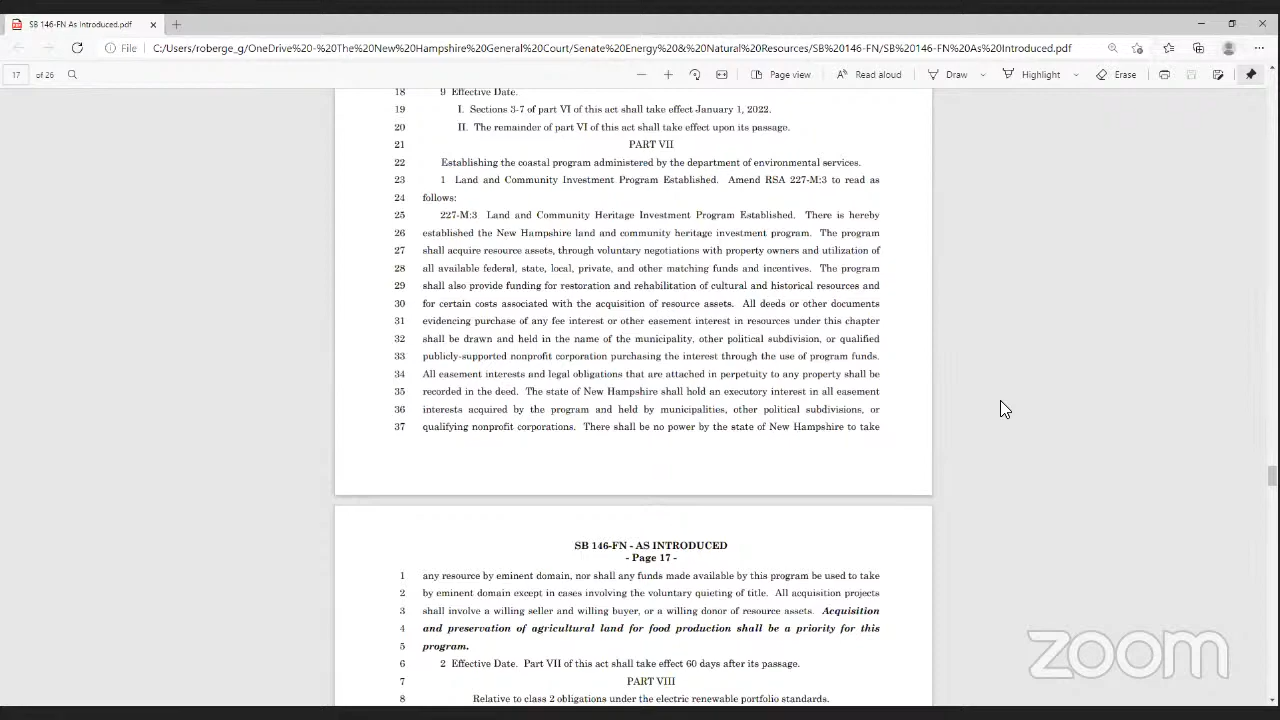 SB 146-FN As Introduced.pdf
File C:/Users/roberge_g/OneDrive%20-%20The%20New%20Hampshire%20General%20Court/Senate%20Energy%20&%20Natural%20Resources/SB%20146-FN/SB%20146-FN%20As%20Introduced.pdf
17 of 26 Page view Read aloud Draw Highlight Erase
18 9 Effective Date.
19 I. Sections 3-7 of part VI of this act shall take effect January 1, 2022.
20 II. The remainder of part VI of this act shall take effect upon its passage.
21 PART VII
22 Establishing the coastal program administered by the department of environmental services.
23 1 Land and Community Investment Program Established. Amend RSA 227-M:3 to read as
24 follows:
25 227-M:3 Land and Community Heritage Investment Program Established. There is hereby
26 established the New Hampshire land and community heritage investment program. The program
27 shall acquire resource assets, through voluntary negotiations with property owners and utilization of
28 all available federal, state, local, private, and other matching funds and incentives. The program
29 shall also provide funding for restoration and rehabilitation of cultural and historical resources and
30 for certain costs associated with the acquisition of resource assets. All deeds or other documents
31 evidencing purchase of any fee interest or other easement interest in resources under this chapter
32 shall be drawn and held in the name of the municipality, other political subdivision, or qualified
33 publicly-supported nonprofit corporation purchasing the interest through the use of program funds.
34 All easement interests and legal obligations that are attached in perpetuity to any property shall be
35 recorded in the deed. The state of New Hampshire shall hold an executory interest in all easement
36 interests acquired by the program and held by municipalities, other political subdivisions, or
37 qualifying nonprofit corporations. There shall be no power by the state of New Hampshire to take
SB 146-FN - AS INTRODUCED
- Page 17 -
1 any resource by eminent domain, nor shall any funds made available by this program be used to take
2 by eminent domain except in cases involving the voluntary quieting of title. All acquisition projects
3 shall involve a willing seller and willing buyer, or a willing donor of resource assets. Acquisition
4 and preservation of agricultural land for food production shall be a priority for this
5 program.
6 2 Effective Date. Part VII of this act shall take effect 60 days after its passage.
7 PART VIII
8 Relative to class 2 obligations under the electric renewable portfolio standards.
zoom